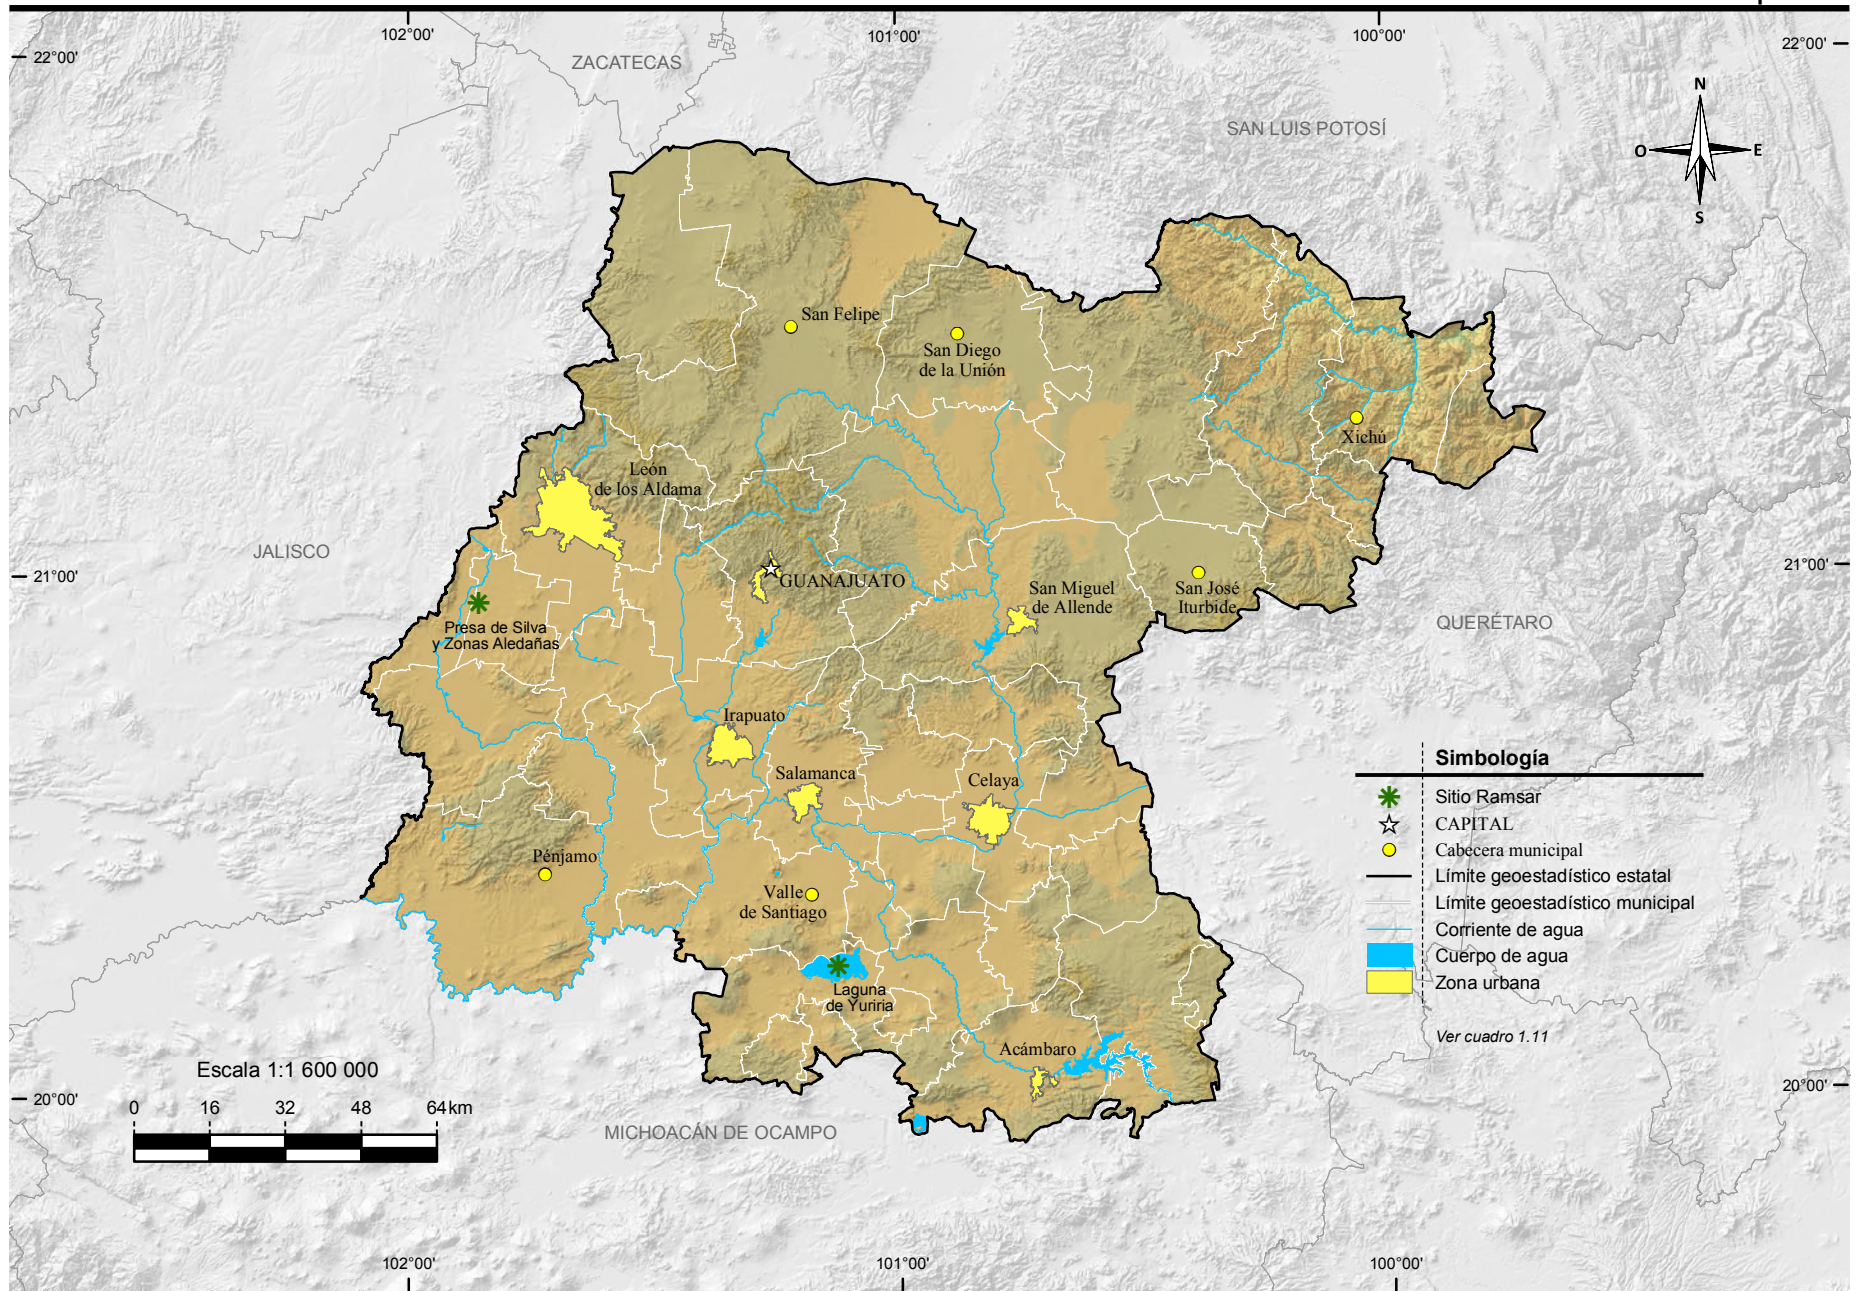 102°00'
101°00'
100°00'
22°00'
22°00'
ZACATECAS
N
SAN LUIS POTOSÍ
O
E
S
San Felipe
San Diego
de la Unión
Xichú
León
de los Aldama
JALISCO
21°00'
21°00'
GUANAJUATO
San Miguel
de Allende
San José
Iturbide
QUERÉTARO
Presa de Silva
y Zonas Aledañas
Irapuato
Salamanca
Celaya
Pénjamo
Valle
de Santiago
Laguna
de Yuriria
Acámbaro
Simbología
Sitio Ramsar
CAPITAL
Cabecera municipal
Límite geoestadístico estatal
Límite geoestadístico municipal
Corriente de agua
Cuerpo de agua
Zona urbana
Ver cuadro 1.11
Escala 1:1 600 000
0 16 32 48 64 km
20°00'
20°00'
MICHOACÁN DE OCAMPO
102°00'
101°00'
100°00'